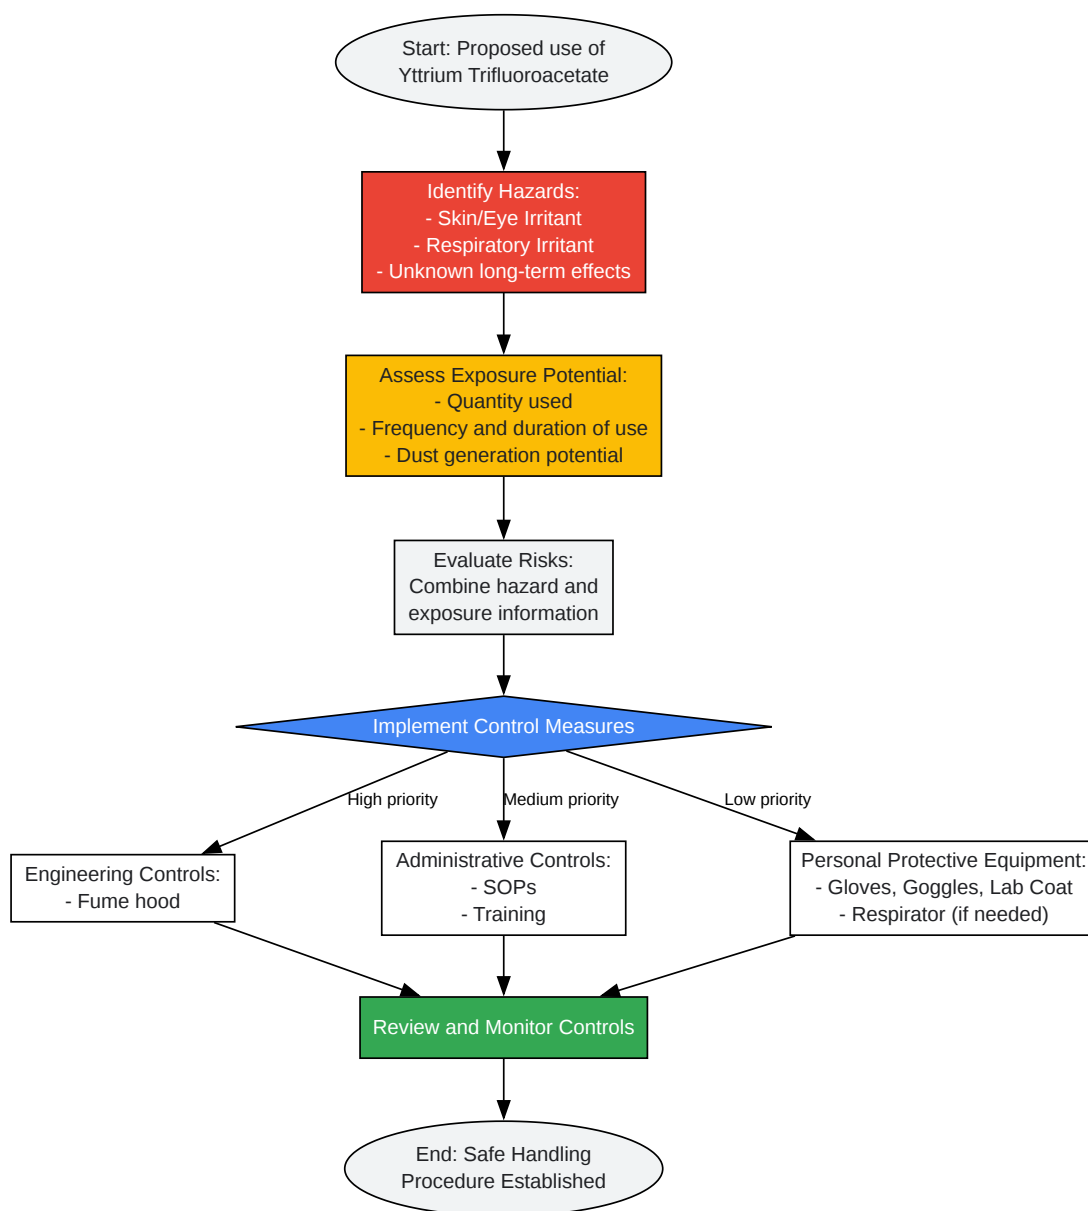 Start: Proposed use of
Yttrium Trifluoroacetate
Identify Hazards:
- Skin/Eye Irritant
- Respiratory Irritant
- Unknown long-term effects
Assess Exposure Potential:
- Quantity used
- Frequency and duration of use
- Dust generation potential
Evaluate Risks:
Combine hazard and
exposure information
Implement Control Measures
High priority
Medium priority
Low priority
Engineering Controls:
- Fume hood
Administrative Controls:
- SOPs
- Training
Personal Protective Equipment:
- Gloves, Goggles, Lab Coat
- Respirator (if needed)
Review and Monitor Controls
End: Safe Handling
Procedure Established